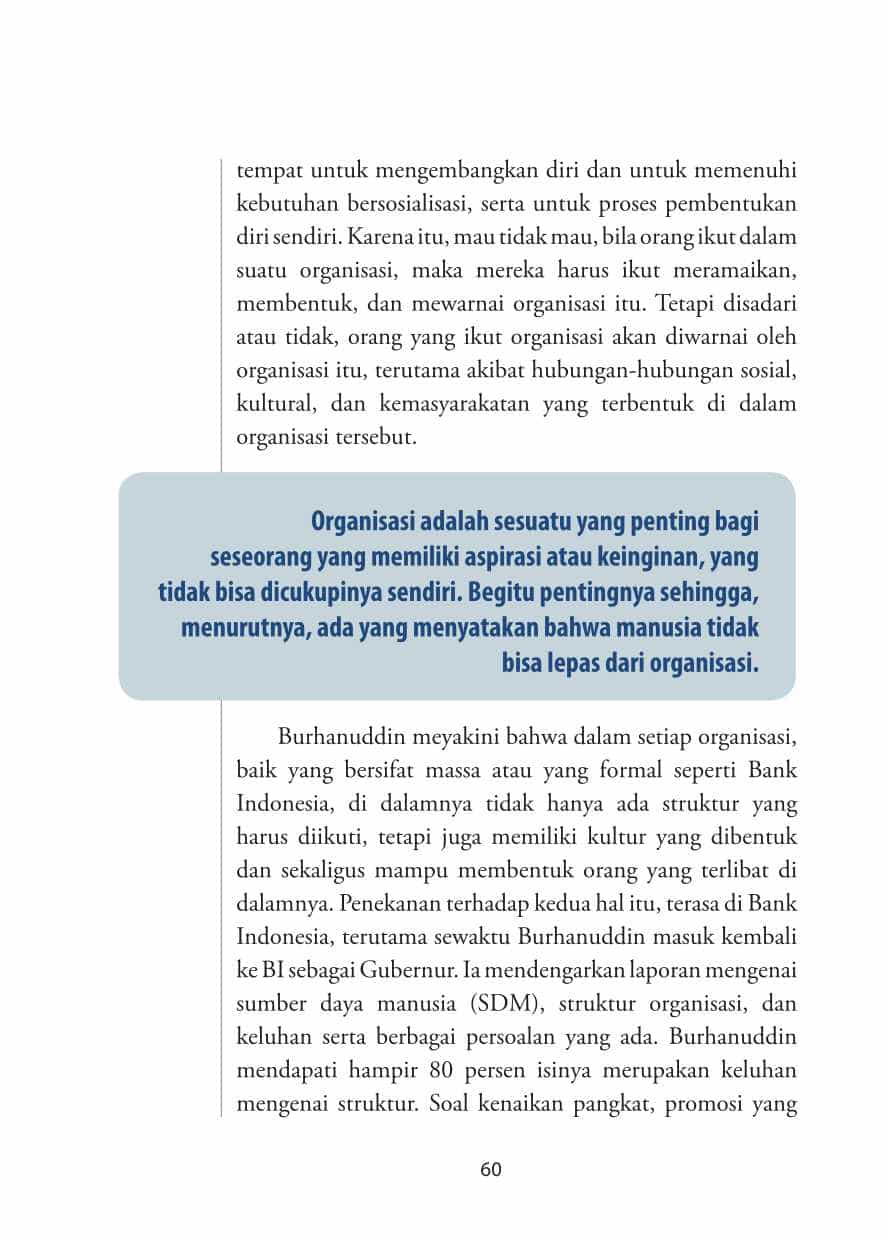 tempat untuk mengembangkan diri dan untuk memenuhi
kebutuhan bersosialisasi, serta untuk proses pembentukan
diri sendiri. Karena itu, mau tidak mau, bila orang ikut dalam
suatu organisasi, maka mereka harus ikut meramaikan,
membentuk, dan mewarnai organisasi itu. Tetapi disadari
atau tidak, orang yang ikut organisasi akan diwarnai oleh
organisasi itu, terutama akibat hubungan-hubungan sosial,
kultural, dan kemasyarakatan yang terbentuk di dalam
organisasi tersebut.
Organisasi adalah sesuatu yang penting bagi
seseorang yang memiliki aspirasi atau keinginan, yang
tidak bisa dicukupinya sendiri. Begitu pentingnya sehingga,
menurutnya, ada yang menyatakan bahwa manusia tidak
bisa lepas dari organisasi.
Burhanuddin meyakini bahwa dalam setiap organisasi,
baik yang bersifat massa atau yang formal seperti Bank
Indonesia, di dalamnya tidak hanya ada struktur yang
harus diikuti, tetapi juga memiliki kultur yang dibentuk
dan sekaligus mampu membentuk orang yang terlibat di
dalamnya. Penekanan terhadap kedua hal itu, terasa di Bank
Indonesia, terutama sewaktu Burhanuddin masuk kembali
ke BI sebagai Gubernur. Ia mendengarkan laporan mengenai
sumber daya manusia (SDM), struktur organisasi, dan
keluhan serta berbagai persoalan yang ada. Burhanuddin
mendapati hampir 80 persen isinya merupakan keluhan
mengenai struktur. Soal kenaikan pangkat, promosi yang
60